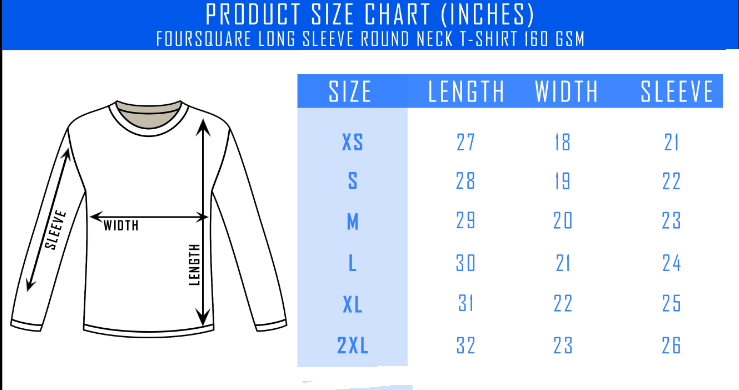 PRODUCT SIZE CHART (INCHES)
FOURSQUARE LONG SLEEVE ROUND NECK T-SHIRT 160 GSM
SIZE LENGTH WIDTH SLEEVE
XS 27 18 21
S 28 19 22
M 29 20 23
L 30 21 24
XL 31 22 25
2XL 32 23 26
SLEEVE
WIDTH
LENGTH